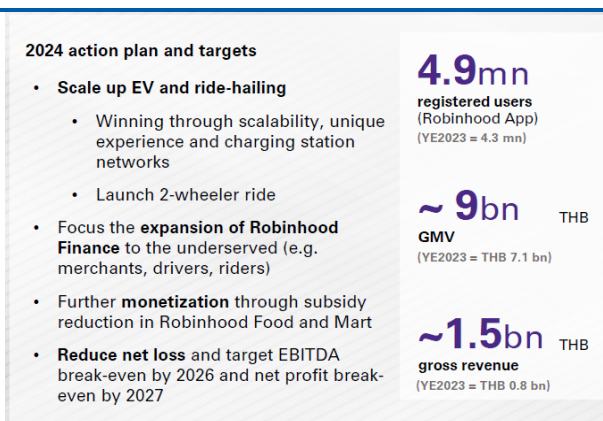 2024 action plan and targets
• Scale up EV and ride-hailing
• Winning through scalability, unique
experience and charging station
networks
• Launch 2-wheeler ride
• Focus the expansion of Robinhood
Finance to the underserved (e.g.
merchants, drivers, riders)
• Further monetization through subsidy
reduction in Robinhood Food and Mart
• Reduce net loss and target EBITDA
break-even by 2026 and net profit break-
even by 2027
4.9mn
registered users
(Robinhood App)
(YE2023 = 4.3 mn)
~ 9bn THB
GMV
(YE2023 = THB 7.1 bn)
~1.5bn THB
gross revenue
(YE2023 = THB 0.8 bn)